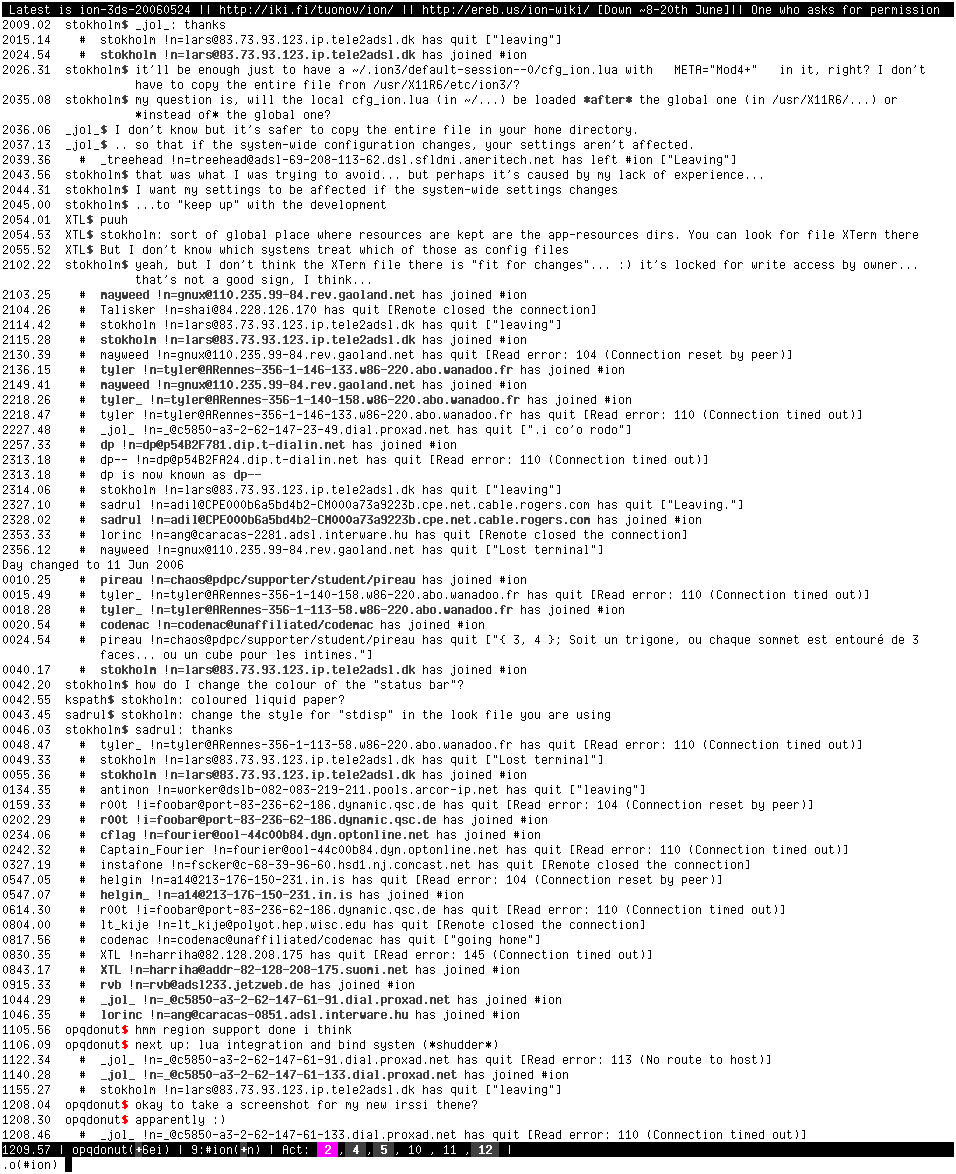 Latest is ion-3ds-20060524 || http://iki.fi/tuomov/ion/ || http://ereb.us/ion-wiki/ [Down ~8-20th June]|| One who asks for permission
2009.02 stokholm$ _jol_: thanks
2015.14 # stokholm !n=lars@83.73.93.123.ip.tele2adsl.dk has quit ["leaving"]
2024.54 # stokholm !n=lars@83.73.93.123.ip.tele2adsl.dk has joined #ion
2026.31 stokholm$ it'll be enough just to have a ~/.ion3/default-session--0/cfg_ion.lua with META="Mod4+" in it, right? I don't
have to copy the entire file from /usr/X11R6/etc/ion3/?
2035.08 stokholm$ my question is, will the local cfg_ion.lua (in ~/...) be loaded *after* the global one (in /usr/X11R6/...) or
*instead of* the global one?
2036.06 _jol_$ I don't know but it's safer to copy the entire file in your home directory.
2037.13 _jol_$ .. so that if the system-wide configuration changes, your settings aren't affected.
2039.36 # _treehead !n=treehead@adsl-69-208-113-62.dsl.sfldmi.ameritech.net has left #ion ["Leaving"]
2043.56 stokholm$ that was what I was trying to avoid... but perhaps it's caused by my lack of experience...
2044.31 stokholm$ I want my settings to be affected if the system-wide settings changes
2045.00 stokholm$ ...to "keep up" with the development
2054.01 XTL$ puuh
2054.53 XTL$ stokholm: sort of global place where resources are kept are the app-resources dirs. You can look for file XTerm there
2055.52 XTL$ But I don't know which systems treat which of those as config files
2102.22 stokholm$ yeah, but I don't think the XTerm file there is "fit for changes"... :) it's locked for write access by owner...
that's not a good sign, I think...
2103.25 # mayweed !n=gnux@110.235.99-84.rev.gaoland.net has joined #ion
2104.26 # Talisker !n=shai@84.228.126.170 has quit [Remote closed the connection]
2114.42 # stokholm !n=lars@83.73.93.123.ip.tele2adsl.dk has quit ["leaving"]
2115.28 # stokholm !n=lars@83.73.93.123.ip.tele2adsl.dk has joined #ion
2130.39 # mayweed !n=gnux@110.235.99-84.rev.gaoland.net has quit [Read error: 104 (Connection reset by peer)]
2136.15 # tyler !n=tyler@ARennes-356-1-146-133.w86-220.abo.wanadoo.fr has joined #ion
2149.41 # mayweed !n=gnux@110.235.99-84.rev.gaoland.net has joined #ion
2218.26 # tyler_ !n=tyler@ARennes-356-1-140-158.w86-220.abo.wanadoo.fr has joined #ion
2218.47 # tyler !n=tyler@ARennes-356-1-146-133.w86-220.abo.wanadoo.fr has quit [Read error: 110 (Connection timed out)]
2227.48 # _jol_ !n=_@c5850-a3-2-62-147-23-49.dial.proxad.net has quit [".i co'o rodo"]
2257.33 # dp !n=dp@p54B2F781.dip.t-dialin.net has joined #ion
2313.18 # dp-- !n=dp@p54B2FA24.dip.t-dialin.net has quit [Read error: 110 (Connection timed out)]
2313.18 # dp is now known as dp--
2314.06 # stokholm !n=lars@83.73.93.123.ip.tele2adsl.dk has quit ["leaving"]
2327.10 # sadrul !n=adil@CPE000b6a5bd4b2-CM000a73a9223b.cpe.net.cable.rogers.com has quit ["Leaving."]
2328.02 # sadrul !n=adil@CPE000b6a5bd4b2-CM000a73a9223b.cpe.net.cable.rogers.com has joined #ion
2353.33 # lorinc !n=ang@caracas-2281.adsl.interware.hu has quit [Remote closed the connection]
2356.12 # mayweed !n=gnux@110.235.99-84.rev.gaoland.net has quit ["Lost terminal"]
Day changed to 11 Jun 2006
0010.25 # pireau !n=chaos@pdpc/supporter/student/pireau has joined #ion
0015.49 # tyler_ !n=tyler@ARennes-356-1-140-158.w86-220.abo.wanadoo.fr has quit [Read error: 110 (Connection timed out)]
0018.28 # tyler_ !n=tyler@ARennes-356-1-113-58.w86-220.abo.wanadoo.fr has joined #ion
0020.54 # codemac !n=codemac@unaffiliated/codemac has joined #ion
0024.54 # pireau !n=chaos@pdpc/supporter/student/pireau has quit ["{ 3, 4 }; Soit un trigone, ou chaque sommet est entouré de 3
faces... ou un cube pour les intimes."]
0040.17 # stokholm !n=lars@83.73.93.123.ip.tele2adsl.dk has joined #ion
0042.20 stokholm$ how do I change the colour of the "status bar"?
0042.55 kspath$ stokholm: coloured liquid paper?
0043.45 sadrul$ stokholm: change the style for "stdisp" in the look file you are using
0046.03 stokholm$ sadrul: thanks
0048.47 # tyler_ !n=tyler@ARennes-356-1-113-58.w86-220.abo.wanadoo.fr has quit [Read error: 110 (Connection timed out)]
0049.33 # stokholm !n=lars@83.73.93.123.ip.tele2adsl.dk has quit ["Lost terminal"]
0055.36 # stokholm !n=lars@83.73.93.123.ip.tele2adsl.dk has joined #ion
0134.35 # antimon !n=worker@dslb-082-083-219-211.pools.arcor-ip.net has quit ["leaving"]
0159.33 # r00t !i=foobar@port-83-236-62-186.dynamic.qsc.de has quit [Read error: 104 (Connection reset by peer)]
0202.29 # r00t !i=foobar@port-83-236-62-186.dynamic.qsc.de has joined #ion
0234.06 # cflag !n=fourier@ool-44c00b84.dyn.optonline.net has joined #ion
0242.32 # Captain_Fourier !n=fourier@ool-44c00b84.dyn.optonline.net has quit [Read error: 110 (Connection timed out)]
0327.19 # instafone !n=fscker@c-68-39-96-60.hsd1.nj.comcast.net has quit [Remote closed the connection]
0547.05 # helgim !n=a14@213-176-150-231.in.is has quit [Read error: 104 (Connection reset by peer)]
0547.07 # helgim_ !n=a14@213-176-150-231.in.is has joined #ion
0614.30 # r00t !i=foobar@port-83-236-62-186.dynamic.qsc.de has quit [Read error: 110 (Connection timed out)]
0804.00 # lt_kije !n=lt_kije@polyot.hep.wisc.edu has quit [Remote closed the connection]
0817.56 # codemac !n=codemac@unaffiliated/codemac has quit ["going home"]
0830.35 # XTL !n=harriha@82.128.208.175 has quit [Read error: 145 (Connection timed out)]
0843.17 # XTL !n=harriha@addr-82-128-208-175.suomi.net has joined #ion
0915.33 # rvb !n=rvb@adsl233.jetzweb.de has joined #ion
1044.29 # _jol_ !n=_@c5850-a3-2-62-147-61-91.dial.proxad.net has joined #ion
1046.35 # lorinc !n=ang@caracas-0851.adsl.interware.hu has joined #ion
1105.56 opqdonut$ hmm region support done i think
1106.09 opqdonut$ next up: lua integration and bind system (*shudder*)
1122.34 # _jol_ !n=_@c5850-a3-2-62-147-61-91.dial.proxad.net has quit [Read error: 113 (No route to host)]
1140.28 # _jol_ !n=_@c5850-a3-2-62-147-61-133.dial.proxad.net has joined #ion
1155.27 # stokholm !n=lars@83.73.93.123.ip.tele2adsl.dk has quit ["leaving"]
1208.04 opqdonut$ okay to take a screenshot for my new irssi theme?
1208.30 opqdonut$ apparently :)
1208.46 # _jol_ !n=_@c5850-a3-2-62-147-61-133.dial.proxad.net has quit [Read error: 110 (Connection timed out)]
1209.57 | opqdonut(+6ei) | 9:#ion(+n) | Act: 2 , 4 , 5 , 10 , 11 , 12 |
.o(#ion)